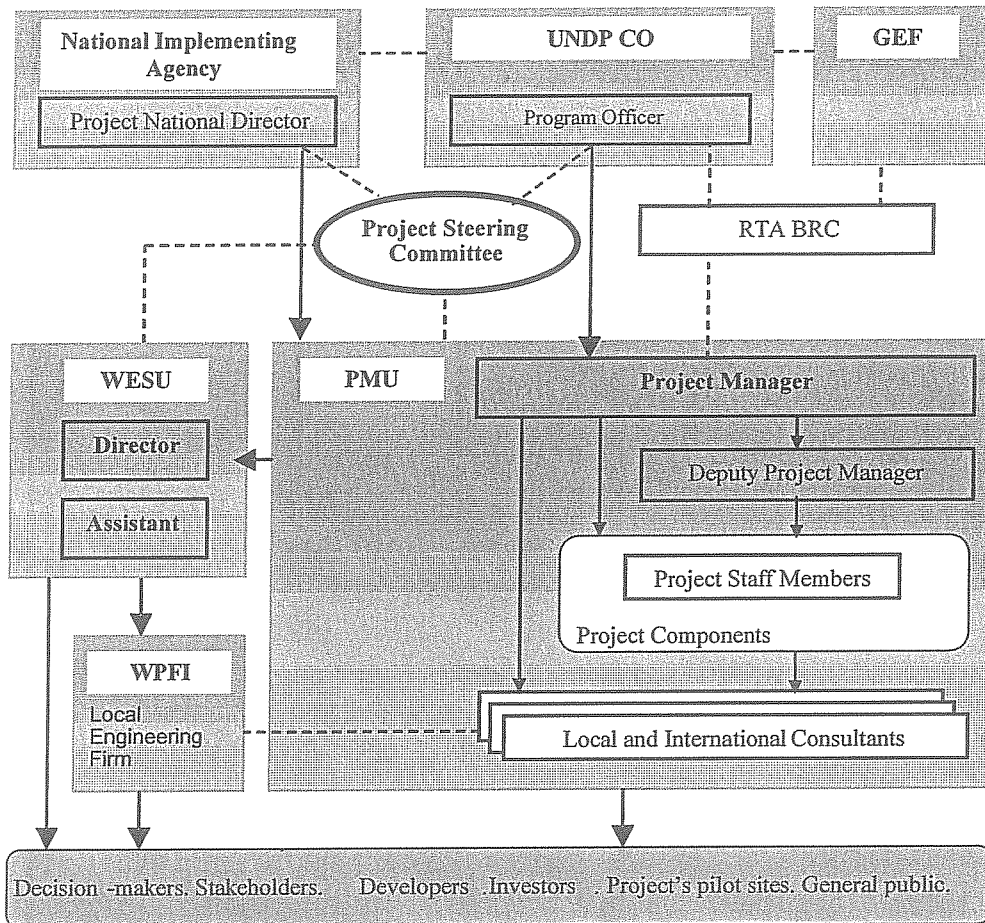 National Implementing
Agency
Project National Director
UNDP CO
Program Officer
GEF
Project Steering
Committee
RTA BRC
WESU
Director
Assistant
PMU
Project Manager
Deputy Project Manager
Project Staff Members
Project Components
WPFI
Local
Engineering
Firm
Local and International Consultants
Decision -makers. Stakeholders. Developers .Investors . Project's pilot sites. General public.